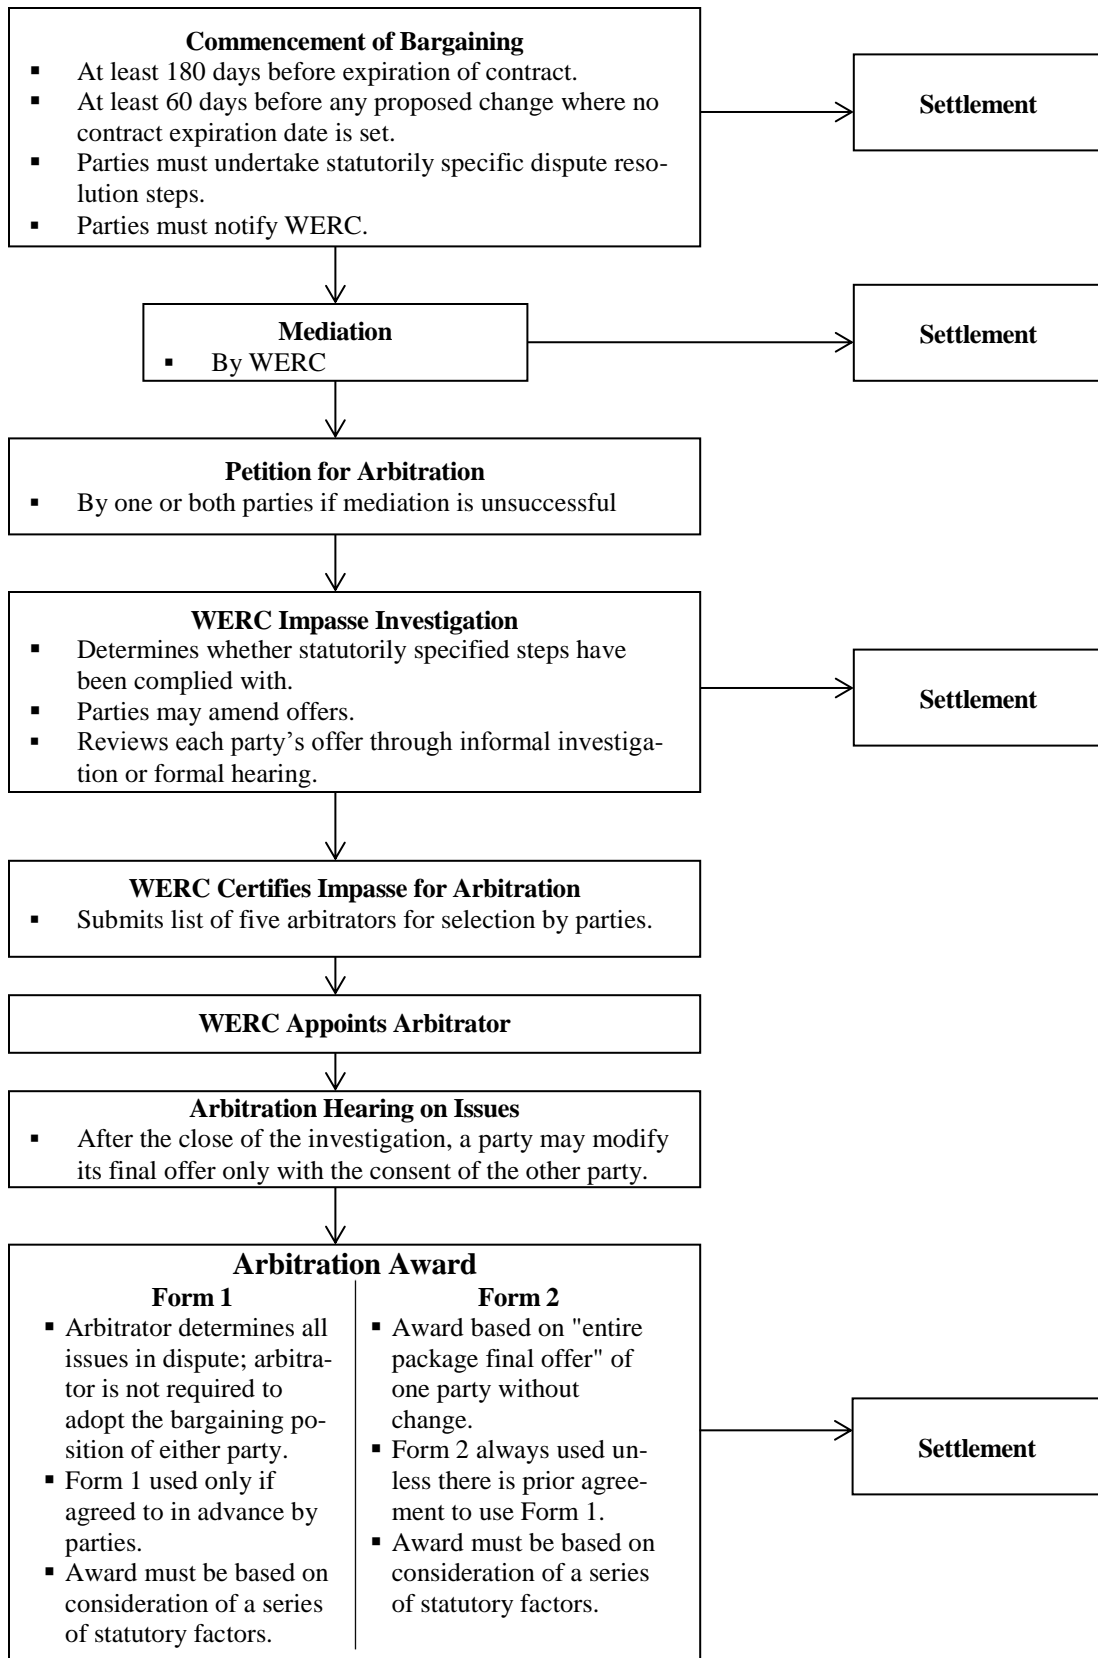 Commencement of Bargaining
▪ At least 180 days before expiration of contract.
▪ At least 60 days before any proposed change where no
contract expiration date is set.
▪ Parties must undertake statutorily specific dispute reso-
lution steps.
▪ Parties must notify WERC.
Settlement
Mediation
▪ By WERC
Settlement
Petition for Arbitration
▪ By one or both parties if mediation is unsuccessful
WERC Impasse Investigation
▪ Determines whether statutorily specified steps have
been complied with.
▪ Parties may amend offers.
▪ Reviews each party’s offer through informal investiga-
tion or formal hearing.
Settlement
WERC Certifies Impasse for Arbitration
▪ Submits list of five arbitrators for selection by parties.
WERC Appoints Arbitrator
Arbitration Hearing on Issues
▪ After the close of the investigation, a party may modify
its final offer only with the consent of the other party.
Arbitration Award
Form 1
▪ Arbitrator determines all
issues in dispute; arbitra-
tor is not required to
adopt the bargaining po-
sition of either party.
▪ Form 1 used only if
agreed to in advance by
parties.
▪ Award must be based on
consideration of a series
of statutory factors.
Form 2
▪ Award based on "entire
package final offer" of
one party without
change.
▪ Form 2 always used un-
less there is prior agree-
ment to use Form 1.
▪ Award must be based on
consideration of a series
of statutory factors.
Settlement